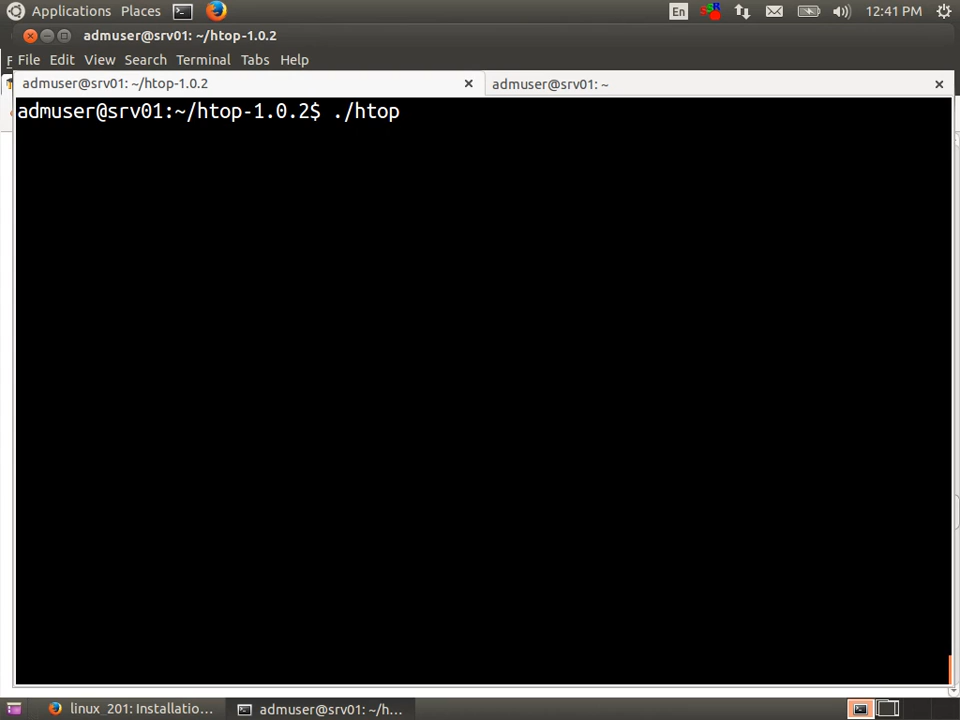 Applications Places En 12:41 PM
admuser@srv01: ~/htop-1.0.2
File Edit View Search Terminal Tabs Help
admuser@srv01: ~/htop-1.0.2 admuser@srv01: ~
admuser@srv01:~/htop-1.0.2$ ./htop
linux_201: Installatio... admuser@srv01: ~/h...